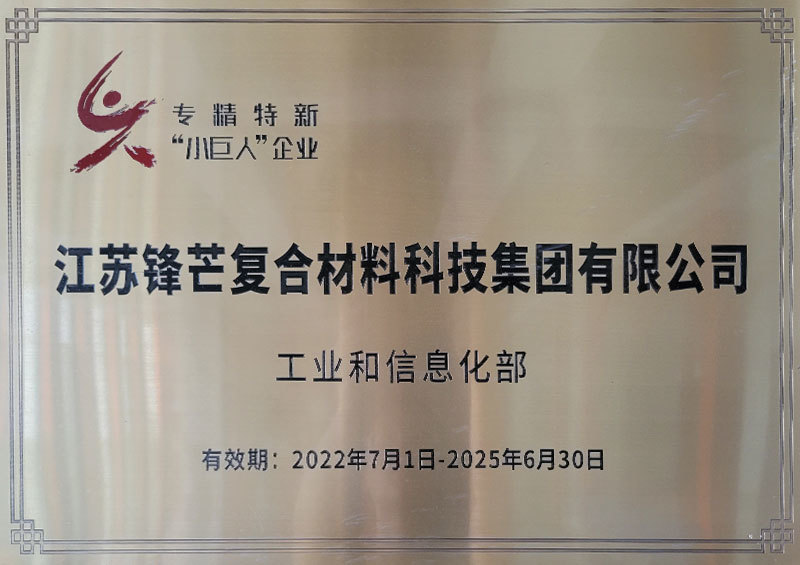 专精特新
“小巨人”企业
江苏锋芒复合材料科技集团有限公司
工业和信息化部
有效期：2022年7月1日-2025年6月30日